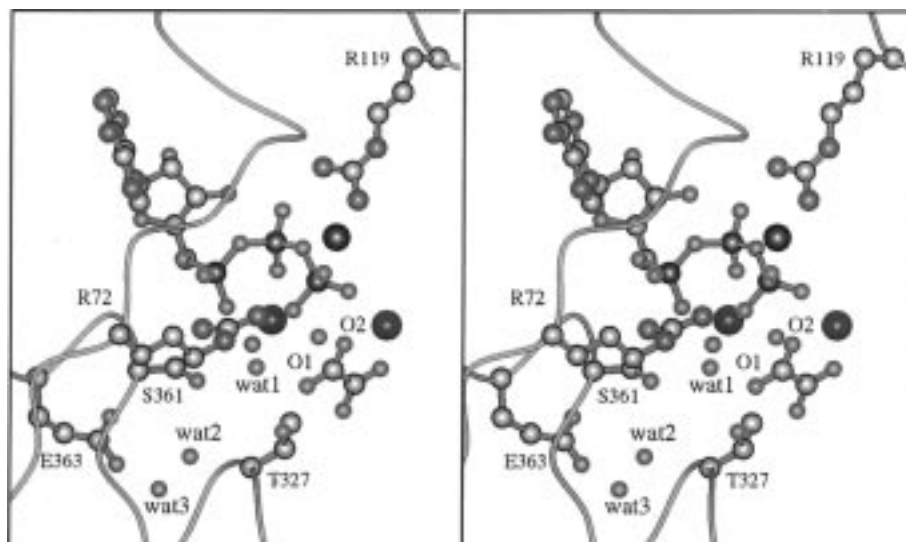 R119
R72
O2
O1
wat1
S361
wat2
E363
T327
wat3
R119
R72
O2
O1
wat1
S361
wat2
E363
T327
wat3